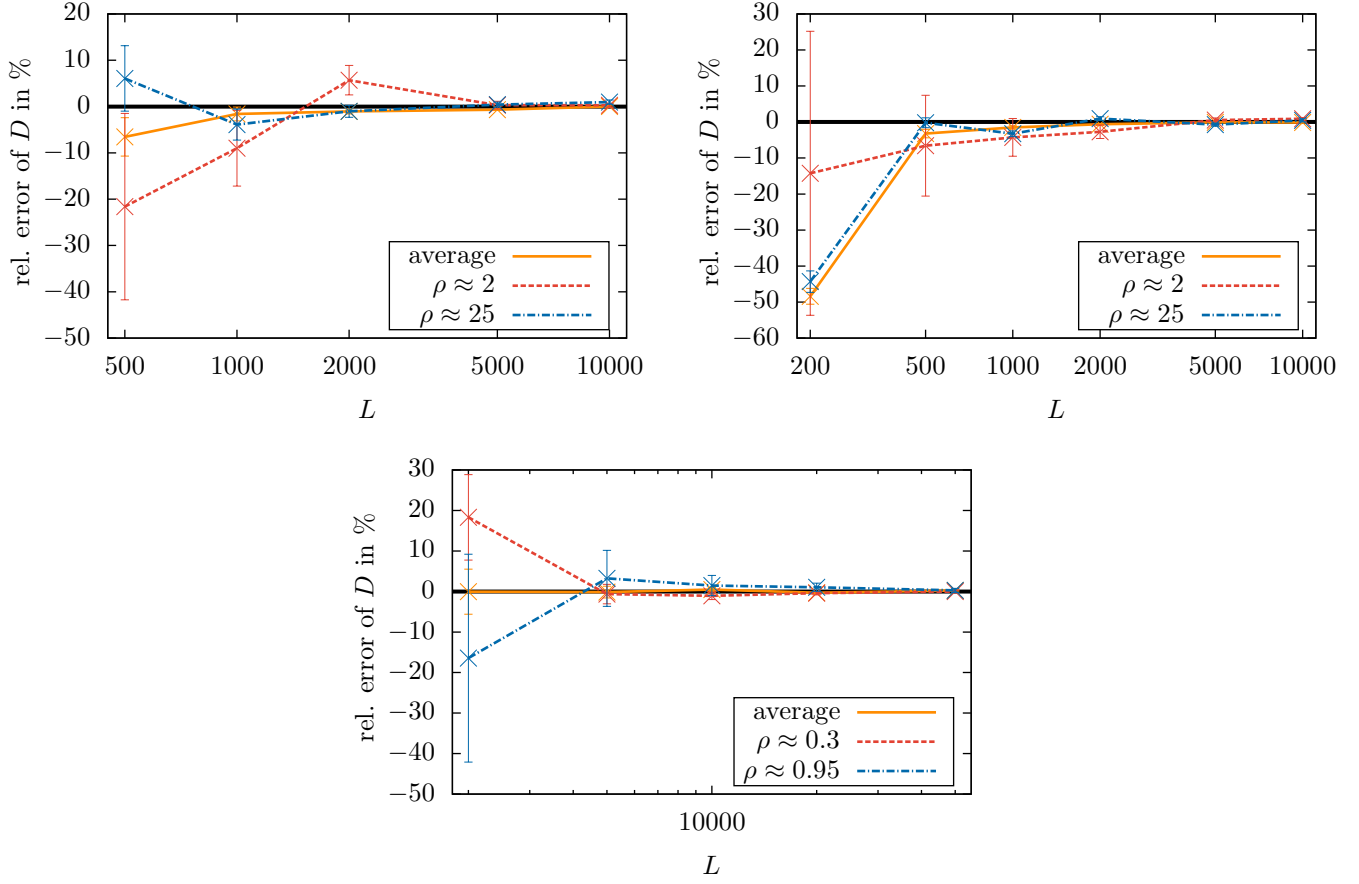 rel. error of D in %
20
10
0
−10
−20
−30
−40
−50
500 1000 2000 5000 10000
L
average
ρ ≈ 2
ρ ≈ 25
rel. error of D in %
30
20
10
0
−10
−20
−30
−40
−50
−60
200 500 1000 2000 5000 10000
L
average
ρ ≈ 2
ρ ≈ 25
rel. error of D in %
30
20
10
0
−10
−20
−30
−40
−50
10000
L
average
ρ ≈ 0.3
ρ ≈ 0.95